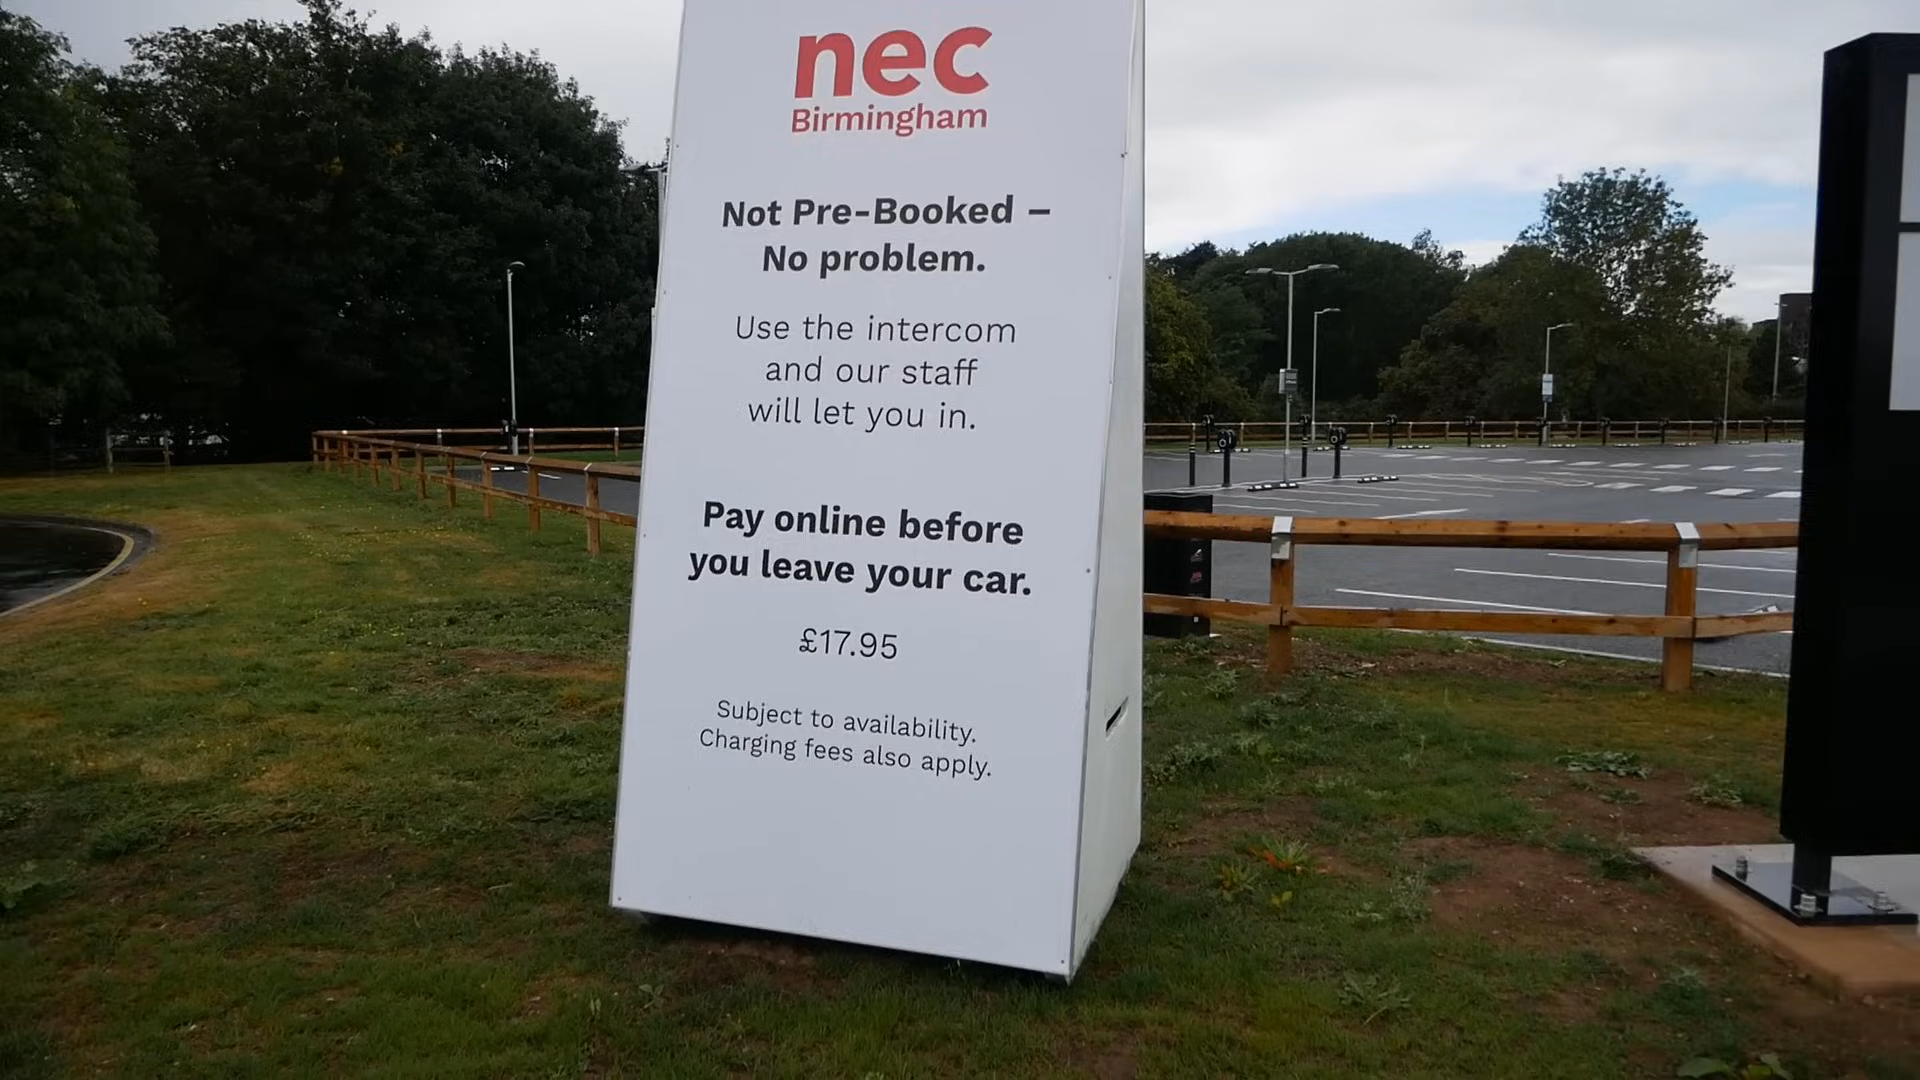 nec
Birmingham
Not Pre-Booked –
No problem.
Use the intercom
and our staff
will let you in.
Pay online before
you leave your car.
£17.95
Subject to availability.
Charging fees also apply.